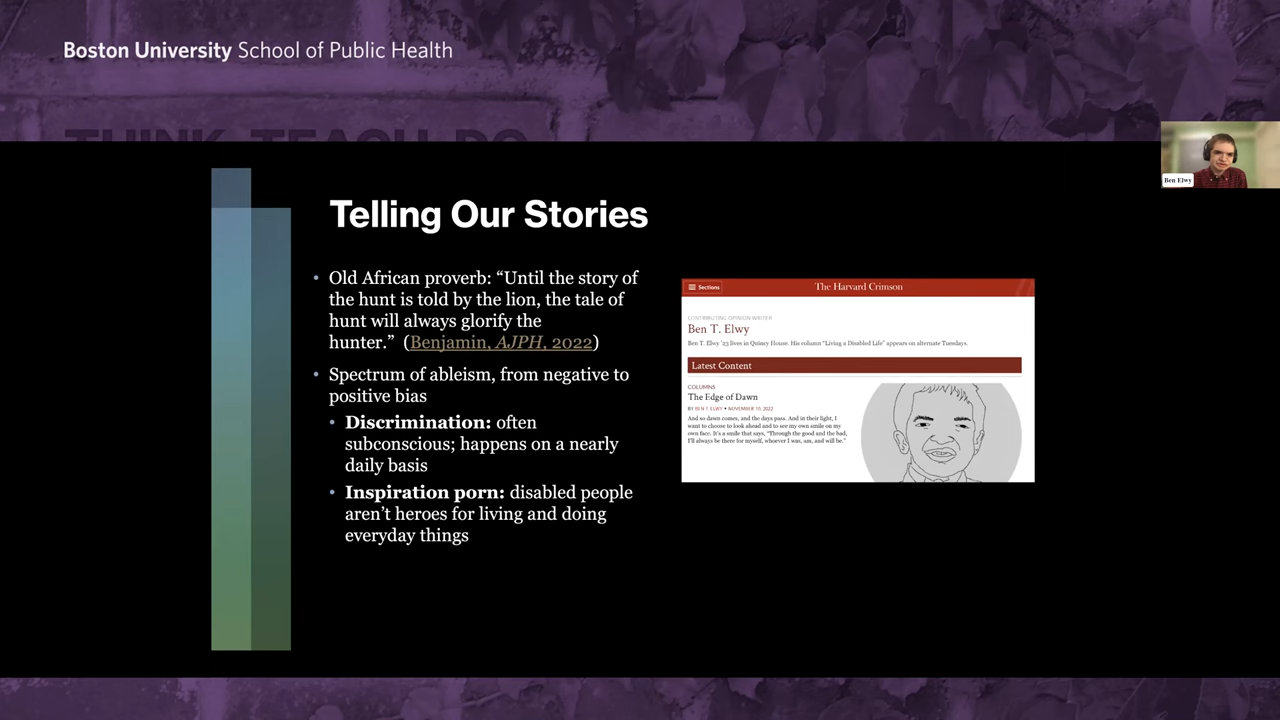 Boston University School of Public Health
THINK. TEACH. DO.
Ben Elwy
Telling Our Stories
• Old African proverb: “Until the story of
the hunt is told by the lion, the tale of
hunt will always glorify the
hunter.” (Benjamin, AJPH, 2022)
• Spectrum of ableism, from negative to
positive bias
• Discrimination: often
subconscious; happens on a nearly
daily basis
• Inspiration porn: disabled people
aren’t heroes for living and doing
everyday things
Sections
The Harvard Crimson
CONTRIBUTING OPINION WRITER
Ben T. Elwy
Ben T. Elwy ’23 lives in Quincy House. His column “Living a Disabled Life” appears on alternate Tuesdays.
Latest Content
COLUMNS
The Edge of Dawn
BY BEN T. ELWY • NOVEMBER 15, 2022
And so dawn comes, and the days pass. And in their light, I
want to choose to look ahead and to see my own smile on my
own face. It’s a smile that says, “Through the good and the bad,
I’ll always be there for myself, whoever I was, am, and will be.”